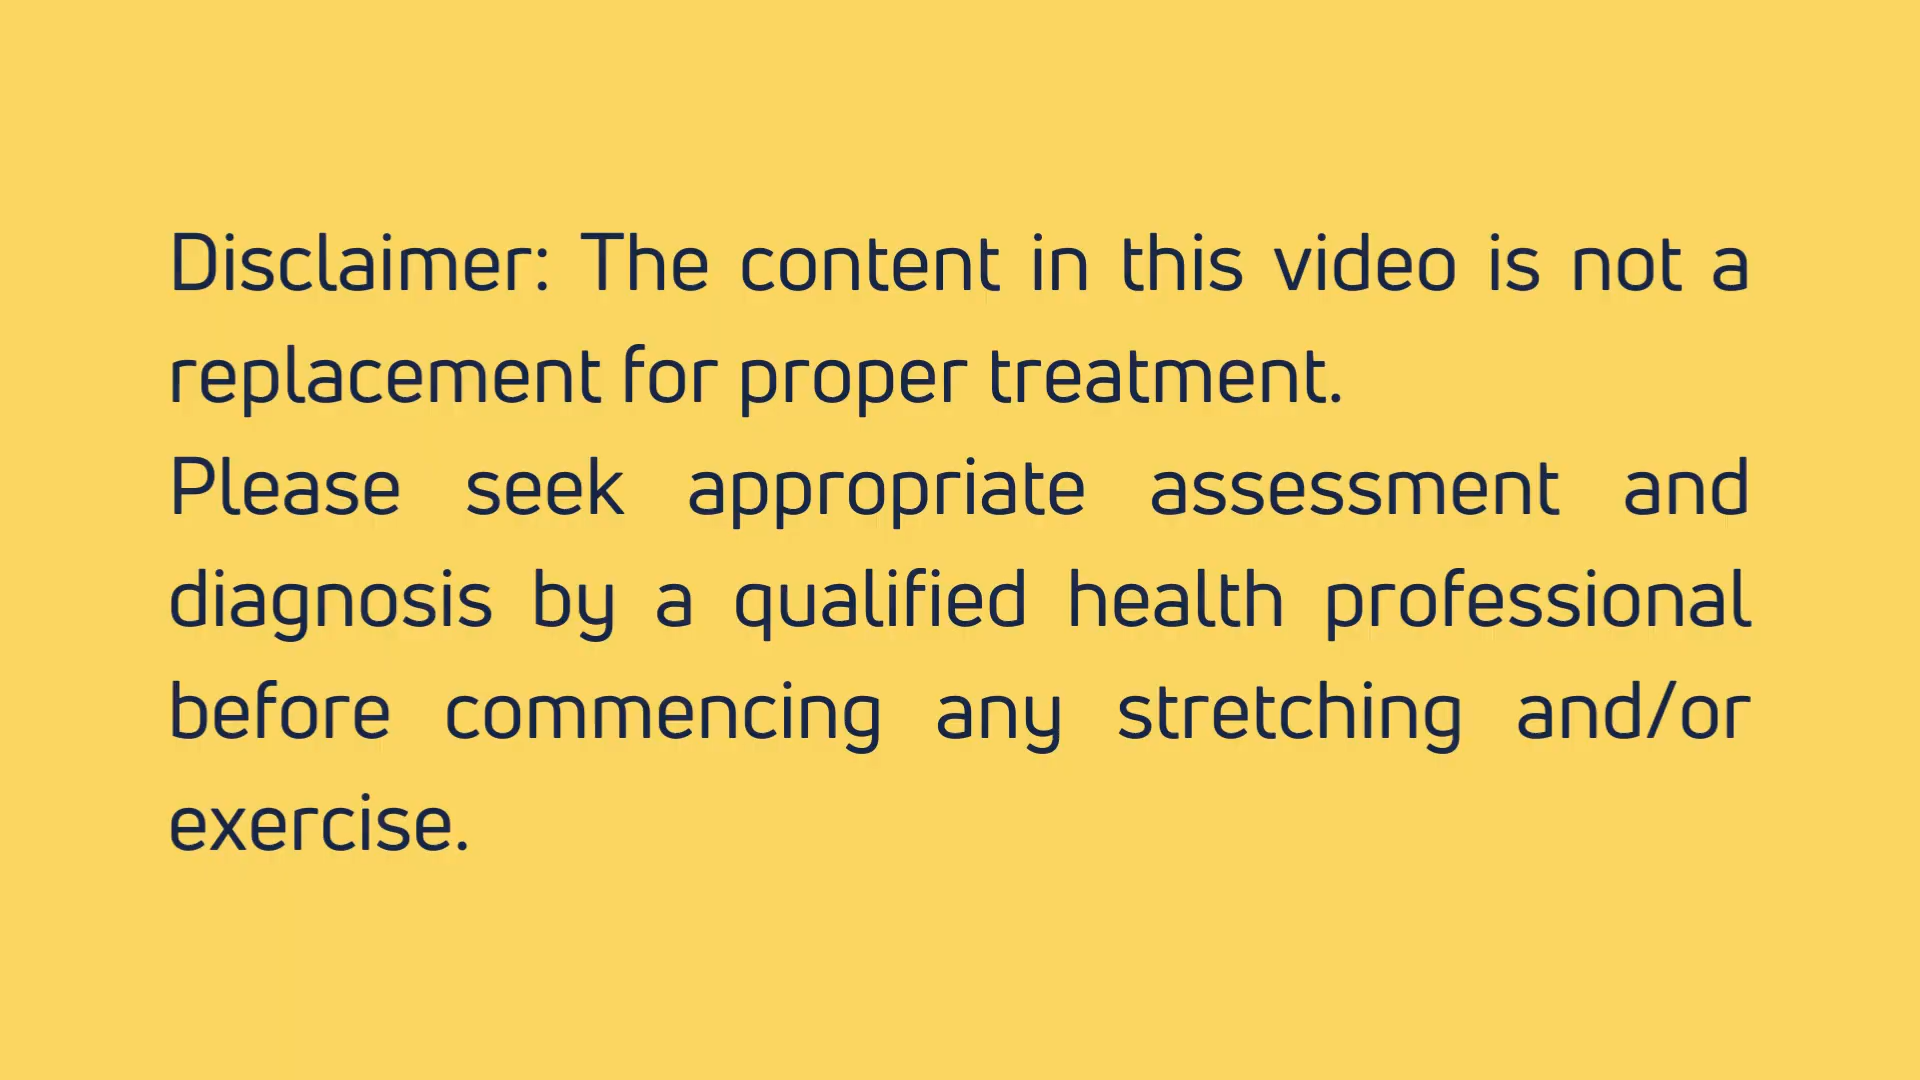 Disclaimer: The content in this video is not a
replacement for proper treatment.
Please seek appropriate assessment and
diagnosis by a qualified health professional
before commencing any stretching and/or
exercise.